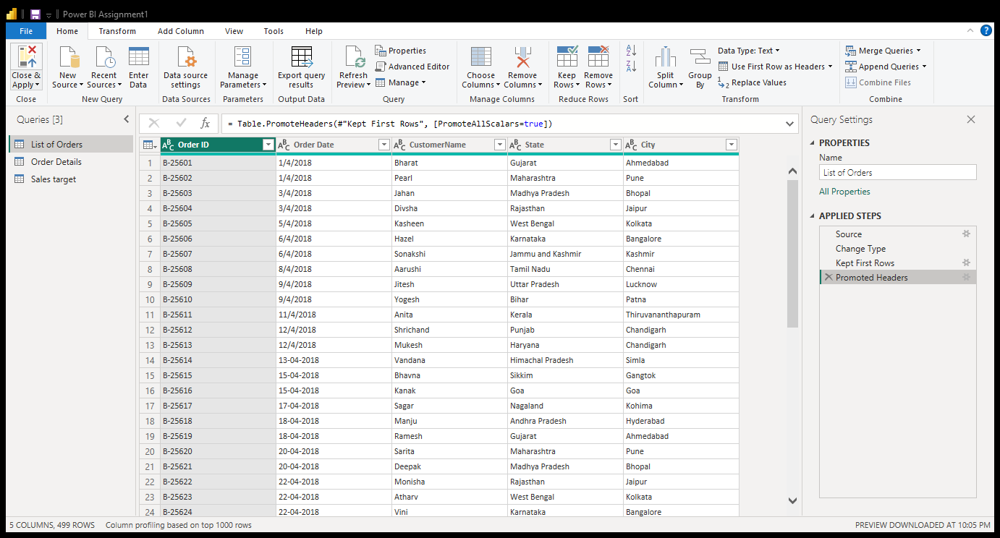 Power BI Assignment1
File Home Transform Add Column View Tools Help
Close & Apply
New Source
Recent Sources
Enter Data
Data source settings
Manage Parameters
Export query results
Refresh Preview
Properties
Advanced Editor
Manage
Choose Columns
Remove Columns
Keep Rows
Remove Rows
Split Column
Group By
Data Type: Text
Use First Row as Headers
Replace Values
Merge Queries
Append Queries
Combine Files
Close New Query Data Sources Parameters Output Data Query Manage Columns Reduce Rows Sort Transform Combine
Queries [3]
List of Orders
Order Details
Sales target
fx = Table.PromoteHeaders(#"Kept First Rows", [PromoteAllScalars=true])
ABC Order ID ABC Order Date ABC CustomerName ABC State ABC City
1 B-25601 1/4/2018 Bharat Gujarat Ahmedabad
2 B-25602 1/4/2018 Pearl Maharashtra Pune
3 B-25603 3/4/2018 Jahan Madhya Pradesh Bhopal
4 B-25604 3/4/2018 Divsha Rajasthan Jaipur
5 B-25605 5/4/2018 Kasheen West Bengal Kolkata
6 B-25606 6/4/2018 Hazel Karnataka Bangalore
7 B-25607 6/4/2018 Sonakshi Jammu and Kashmir Kashmir
8 B-25608 8/4/2018 Aarushi Tamil Nadu Chennai
9 B-25609 9/4/2018 Jitesh Uttar Pradesh Lucknow
10 B-25610 9/4/2018 Yogesh Bihar Patna
11 B-25611 11/4/2018 Anita Kerala Thiruvananthapuram
12 B-25612 12/4/2018 Shrichand Punjab Chandigarh
13 B-25613 12/4/2018 Mukesh Haryana Chandigarh
14 B-25614 13-04-2018 Vandana Himachal Pradesh Simla
15 B-25615 15-04-2018 Bhavna Sikkim Gangtok
16 B-25616 15-04-2018 Kanak Goa Goa
17 B-25617 17-04-2018 Sagar Nagaland Kohima
18 B-25618 18-04-2018 Manju Andhra Pradesh Hyderabad
19 B-25619 18-04-2018 Ramesh Gujarat Ahmedabad
20 B-25620 20-04-2018 Sarita Maharashtra Pune
21 B-25621 20-04-2018 Deepak Madhya Pradesh Bhopal
22 B-25622 22-04-2018 Monisha Rajasthan Jaipur
23 B-25623 22-04-2018 Atharv West Bengal Kolkata
24 B-25624 22-04-2018 Vini Karnataka Bangalore
Query Settings
PROPERTIES
Name
List of Orders
All Properties
APPLIED STEPS
Source
Change Type
Kept First Rows
Promoted Headers
5 COLUMNS, 499 ROWS Column profiling based on top 1000 rows PREVIEW DOWNLOADED AT 10:05 PM